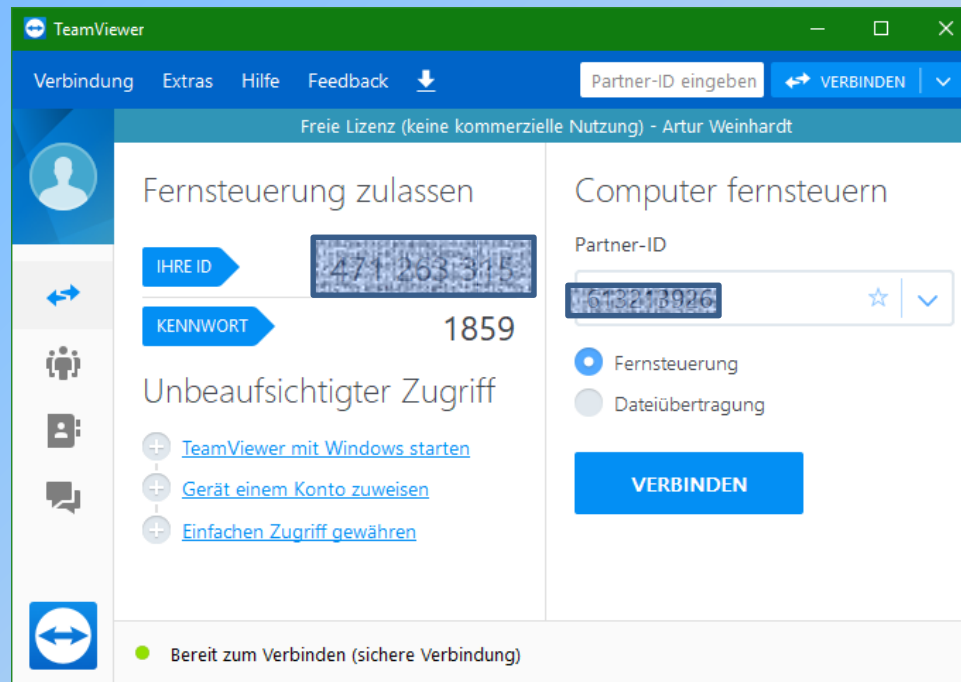 TeamViewer
Verbindung Extras Hilfe Feedback Partner-ID eingeben VERBINDEN
Freie Lizenz (keine kommerzielle Nutzung) - Artur Weinhardt
Fernsteuerung zulassen
IHRE ID
KENNWORT 1859
Unbeaufsichtigter Zugriff
TeamViewer mit Windows starten
Gerät einem Konto zuweisen
Einfachen Zugriff gewähren
Computer fernsteuern
Partner-ID
Fernsteuerung
Dateiübertragung
VERBINDEN
Bereit zum Verbinden (sichere Verbindung)